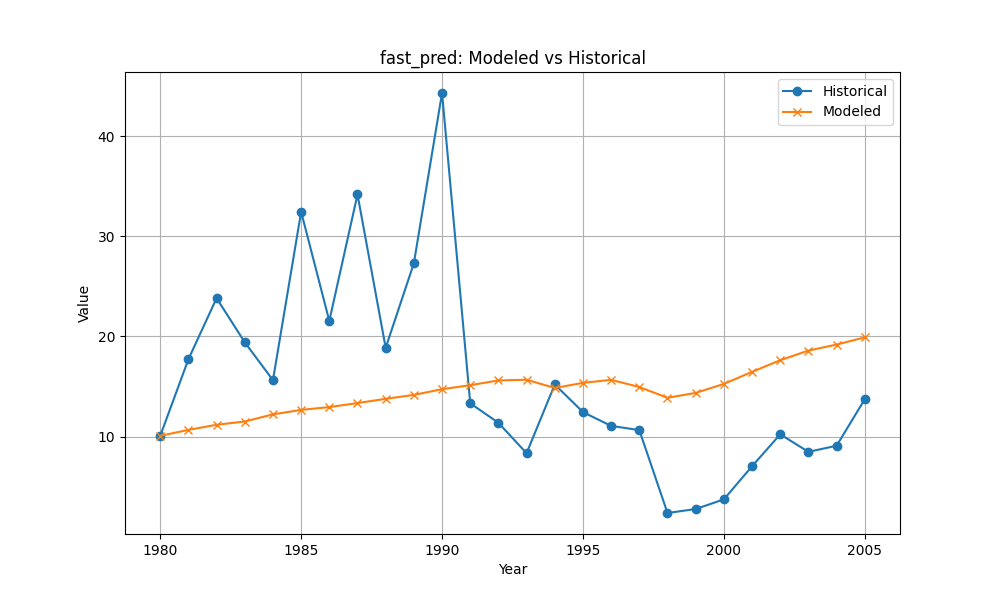 fast_pred: Modeled vs Historical
Historical
Modeled
Value
40
30
20
10
1980 1985 1990 1995 2000 2005
Year